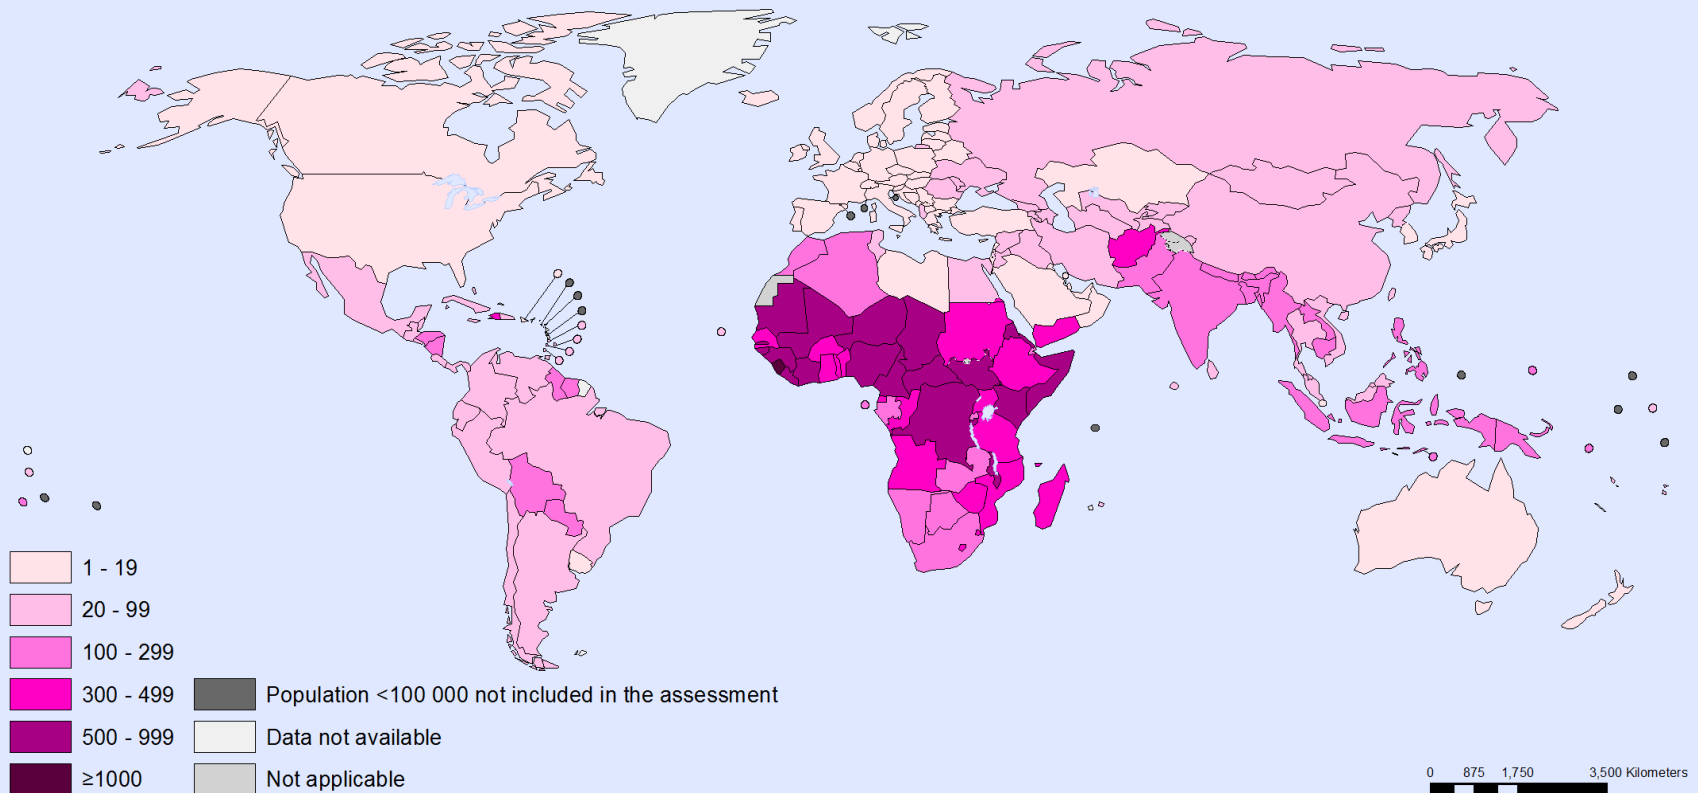 1 - 19
20 - 99
100 - 299
300 - 499
500 - 999
≥1000
Population <100 000 not included in the assessment
Data not available
Not applicable
0 875 1,750 3,500 Kilometers